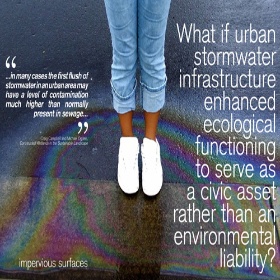 “
...in many cases the first flush of
stormwater in an urban area may
have a level of contamination
much higher than normally
present in sewage...
”
impervious surfaces
What if urban
stormwater
infrastructure
enhanced
ecological
functioning
to serve as
a civic asset
rather than an
environmental
liability?